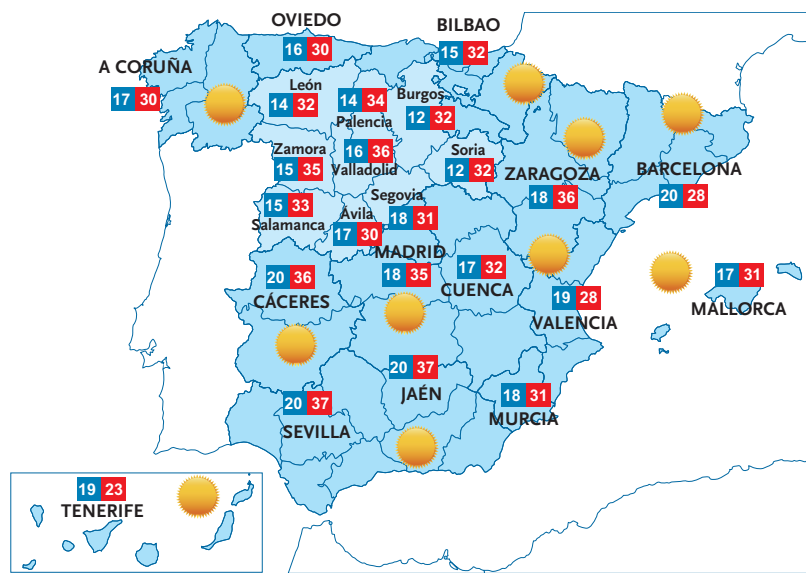 OVIEDO
16 30
BILBAO
15 32
A CORUÑA
17 30
León
14 32
14 34
Palencia
Burgos
12 32
Zamora
15 35
16 36
Valladolid
Soria
12 32
ZARAGOZA
18 36
BARCELONA
20 28
15 33
Salamanca
Segovia
18 31
Ávila
17 30
MADRID
18 35
17 32
CUENCA
20 36
CÁCERES
19 28
VALENCIA
17 31
MALLORCA
20 37
JAÉN
18 31
MURCIA
20 37
SEVILLA
19 23
TENERIFE